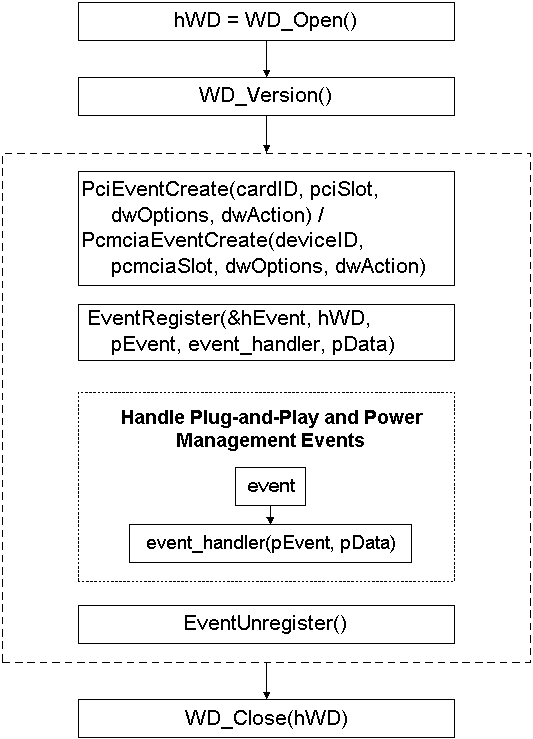 hWD = WD_Open()
WD_Version()
PciEventCreate(cardID, pciSlot,
dwOptions, dwAction) /
PcmciaEventCreate(deviceID,
pcmciaSlot, dwOptions, dwAction)
EventRegister(&hEvent, hWD,
pEvent, event_handler, pData)
Handle Plug-and-Play and Power
Management Events
event
event_handler(pEvent, pData)
EventUnregister()
WD_Close(hWD)